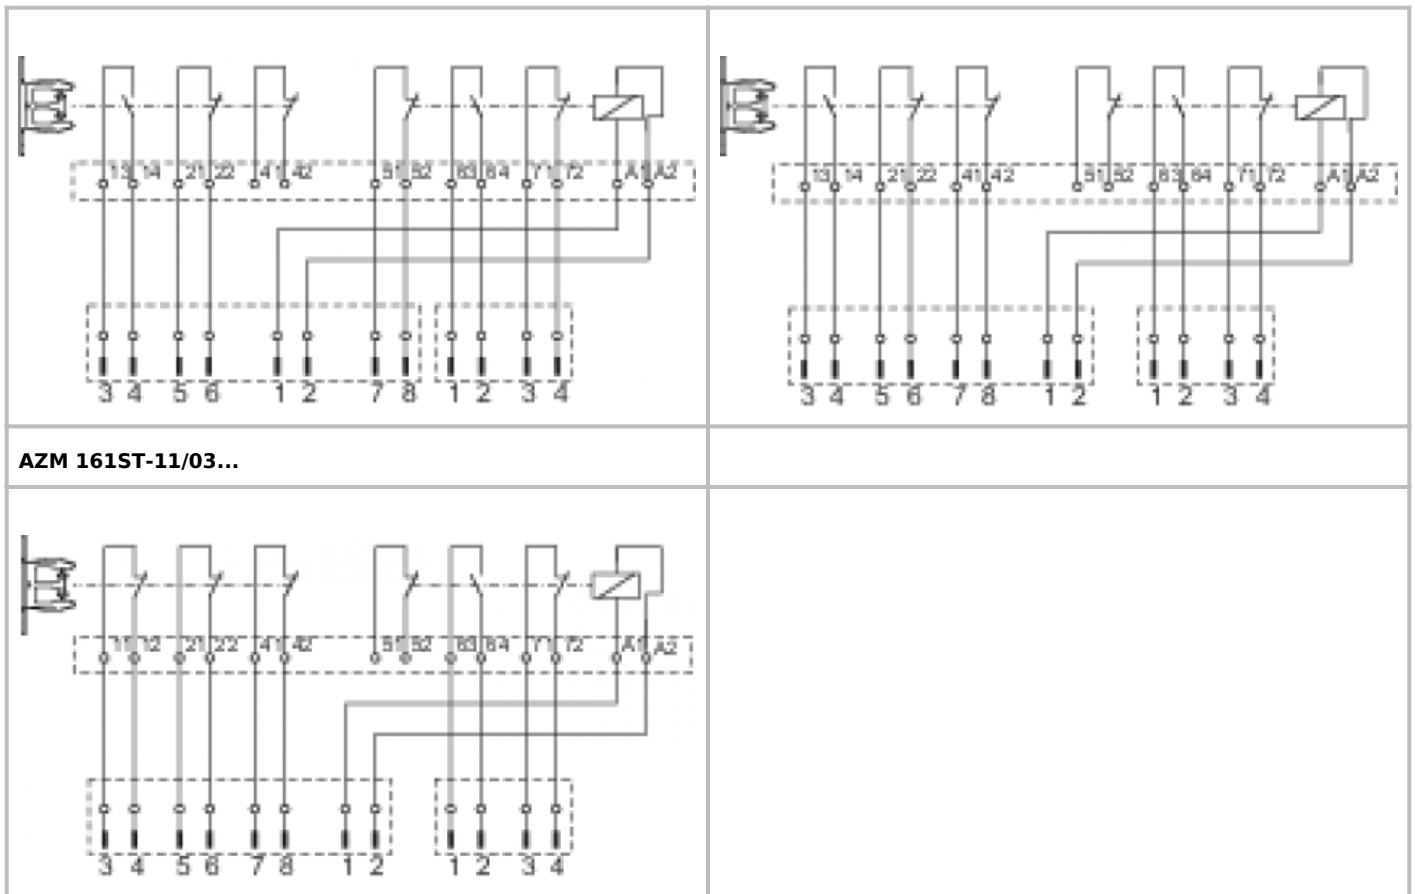 13 14 21 22 41 42 51 52 63 64 71 72 A1 A2
3 4 5 6 1 2 7 8 1 2 3 4
13 14 21 22 41 42 51 52 63 64 71 72 A1 A2
3 4 5 6 7 8 1 2 1 2 3 4
AZM 161ST-11/03...
11 12 21 22 41 42 51 52 63 64 71 72 A1 A2
3 4 5 6 7 8 1 2 1 2 3 4